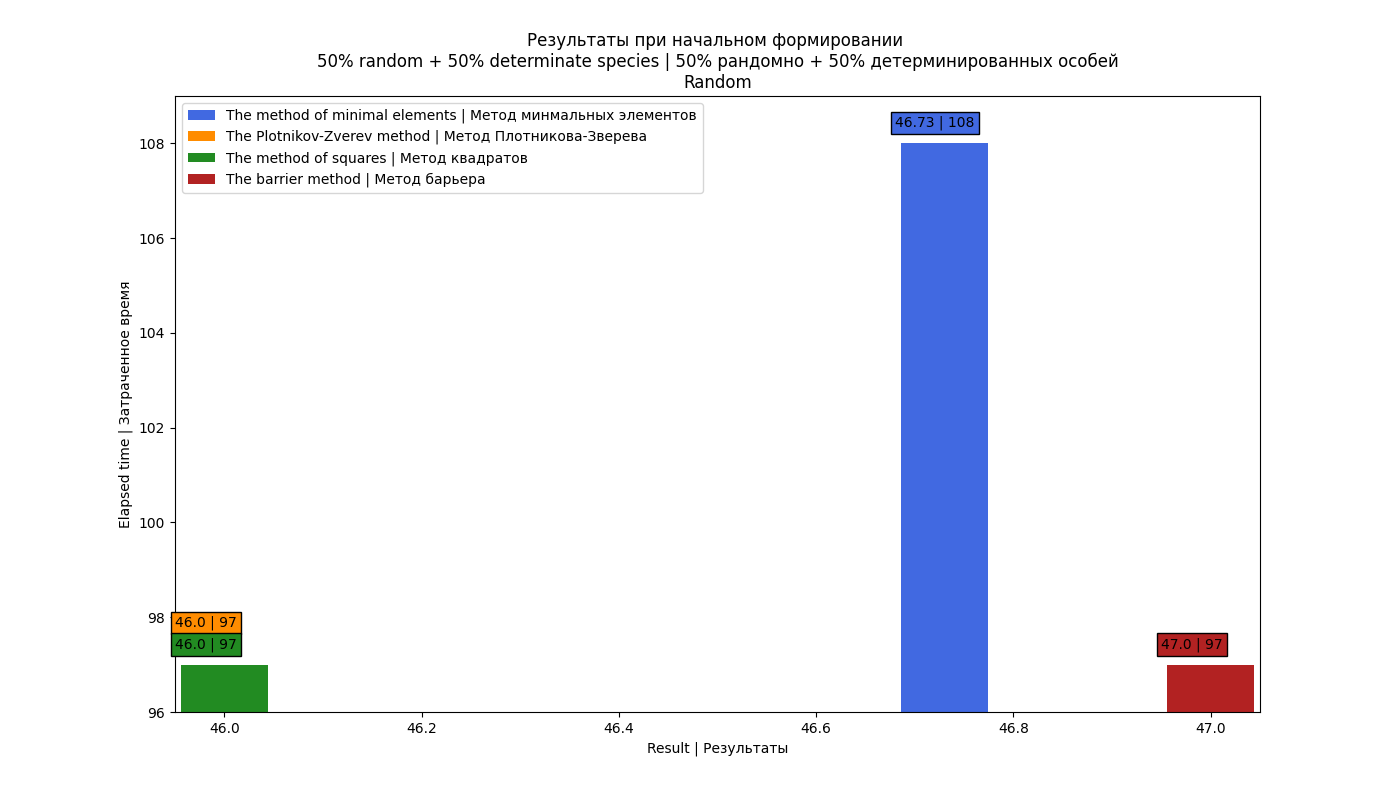 Результаты при начальном формировании
50% random + 50% determinate species | 50% рандомно + 50% детерминированных особей
Random
The method of minimal elements | Метод минмальных элементов
The Plotnikov-Zverev method | Метод Плотникова-Зверева
The method of squares | Метод квадратов
The barrier method | Метод барьера
46.73 | 108
46.0 | 97
46.0 | 97
47.0 | 97
Elapsed time | Затраченное время
108
106
104
102
100
98
96
46.0
46.2
46.4
46.6
46.8
47.0
Result | Результаты